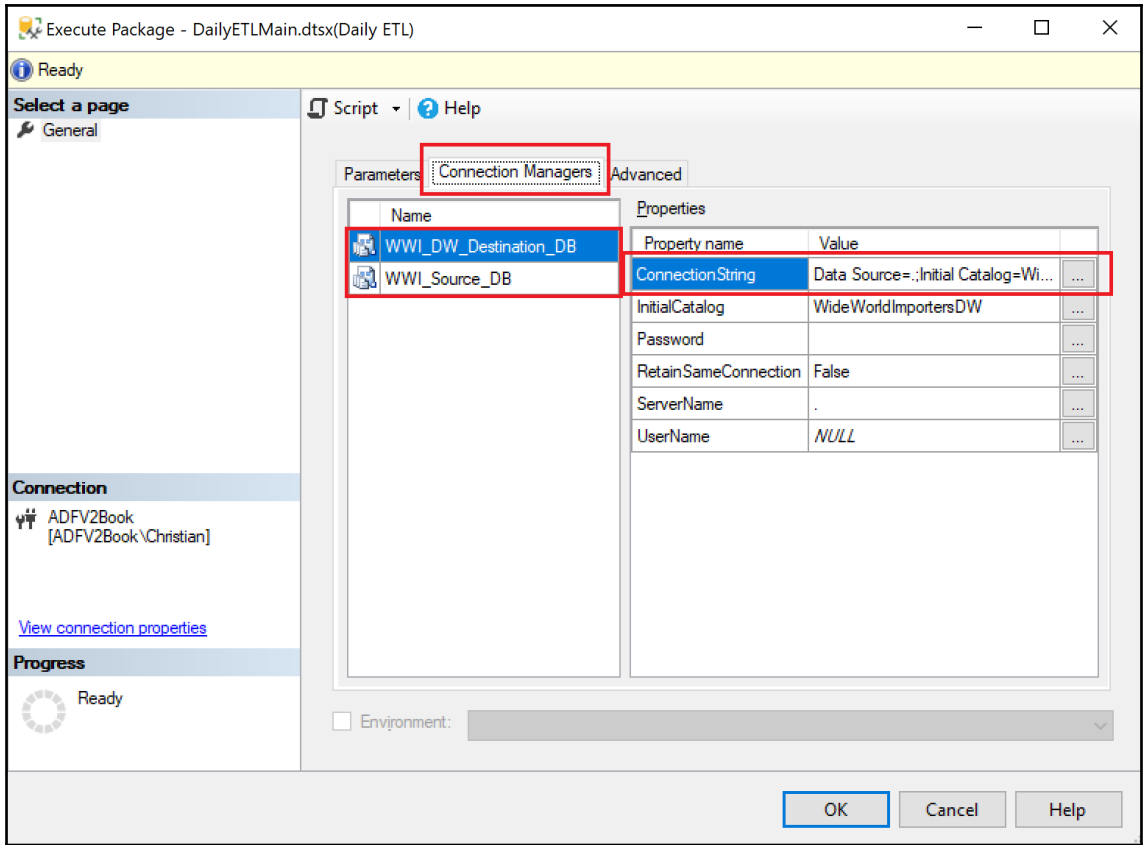 Execute Package - DailyETLMain.dtsx(Daily ETL)
Ready
Select a page
General
Script
Help
Parameters
Connection Managers
Advanced
Name
WWI_DW_Destination_DB
WWI_Source_DB
Properties
Property name Value
ConnectionString Data Source=.;Initial Catalog=Wi... ...
InitialCatalog WideWorldImportersDW ...
Password ...
RetainSameConnection False ...
ServerName . ...
UserName NULL ...
Connection
ADFV2Book
[ADFV2Book\Christian]
View connection properties
Progress
Ready
Environment:
OK
Cancel
Help